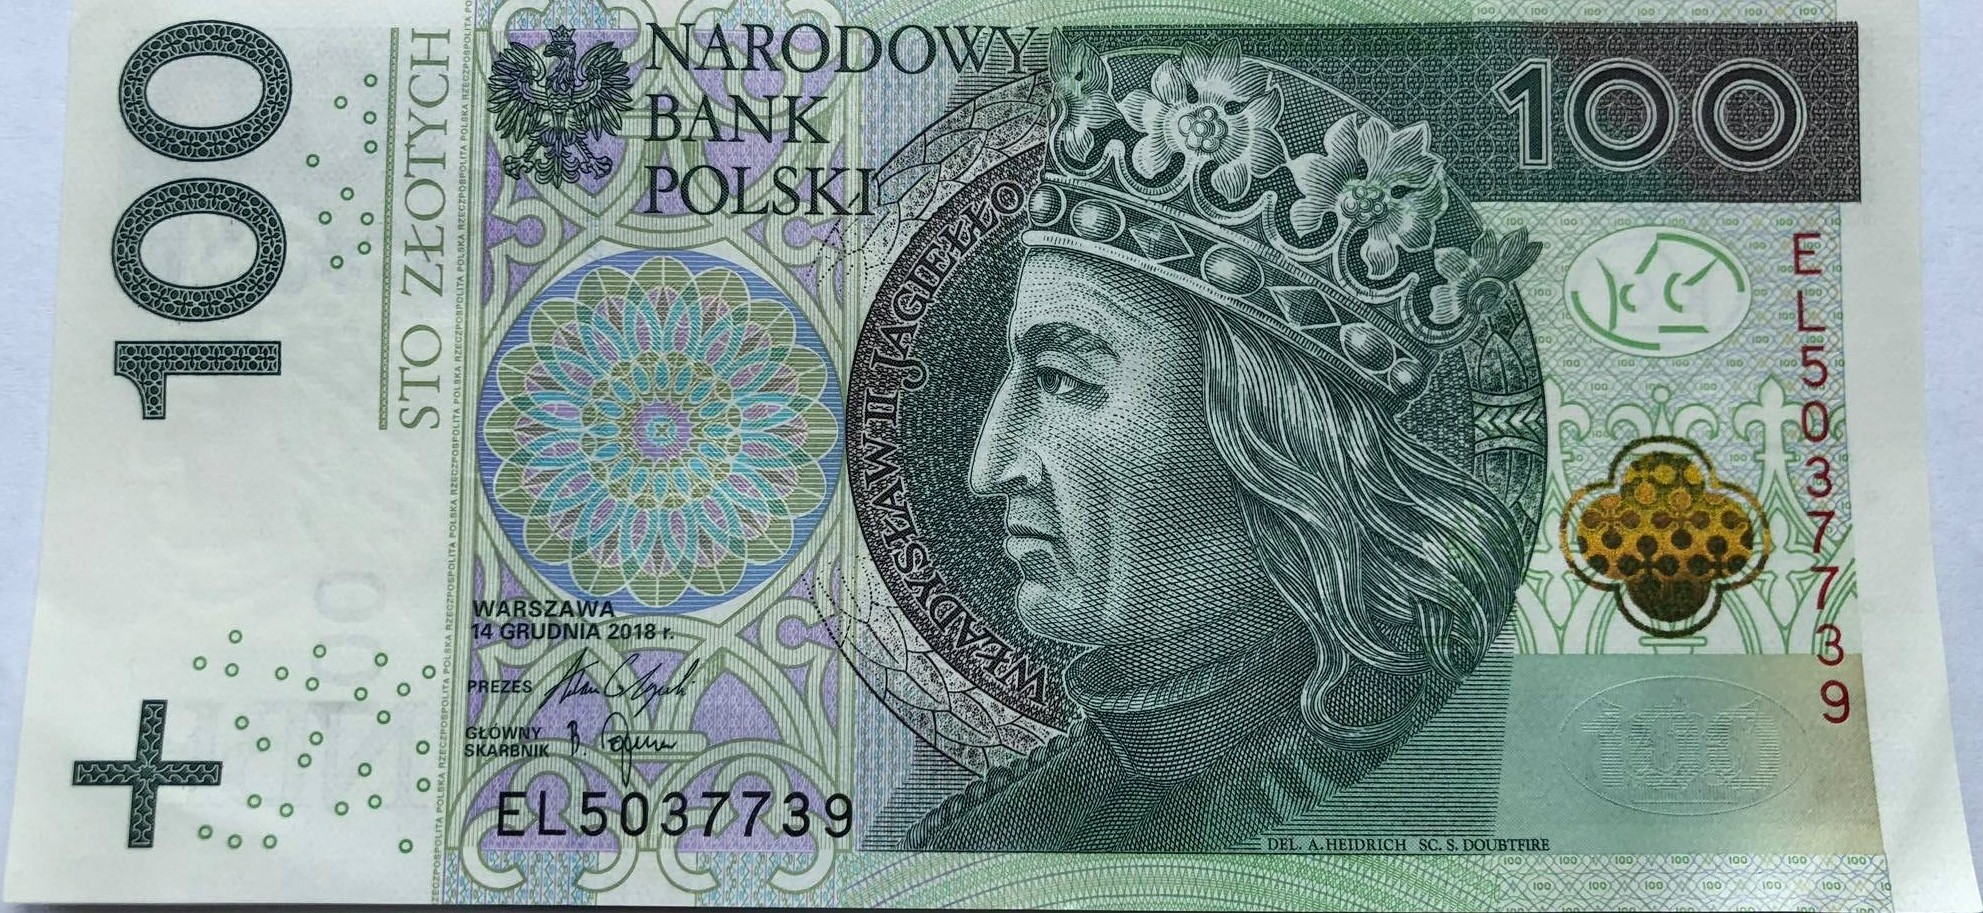 100
STO ZŁOTYCH
NARODOWY
BANK
POLSKI
100
WŁADYSŁAW II JAGIEŁŁO
EL5037739
WARSZAWA
14 GRUDNIA 2018 r.
PREZES
GŁÓWNY
SKARBNIK
EL5037739
100
DEL. A. HEIDRICH SC. S. DOUBTFIRE